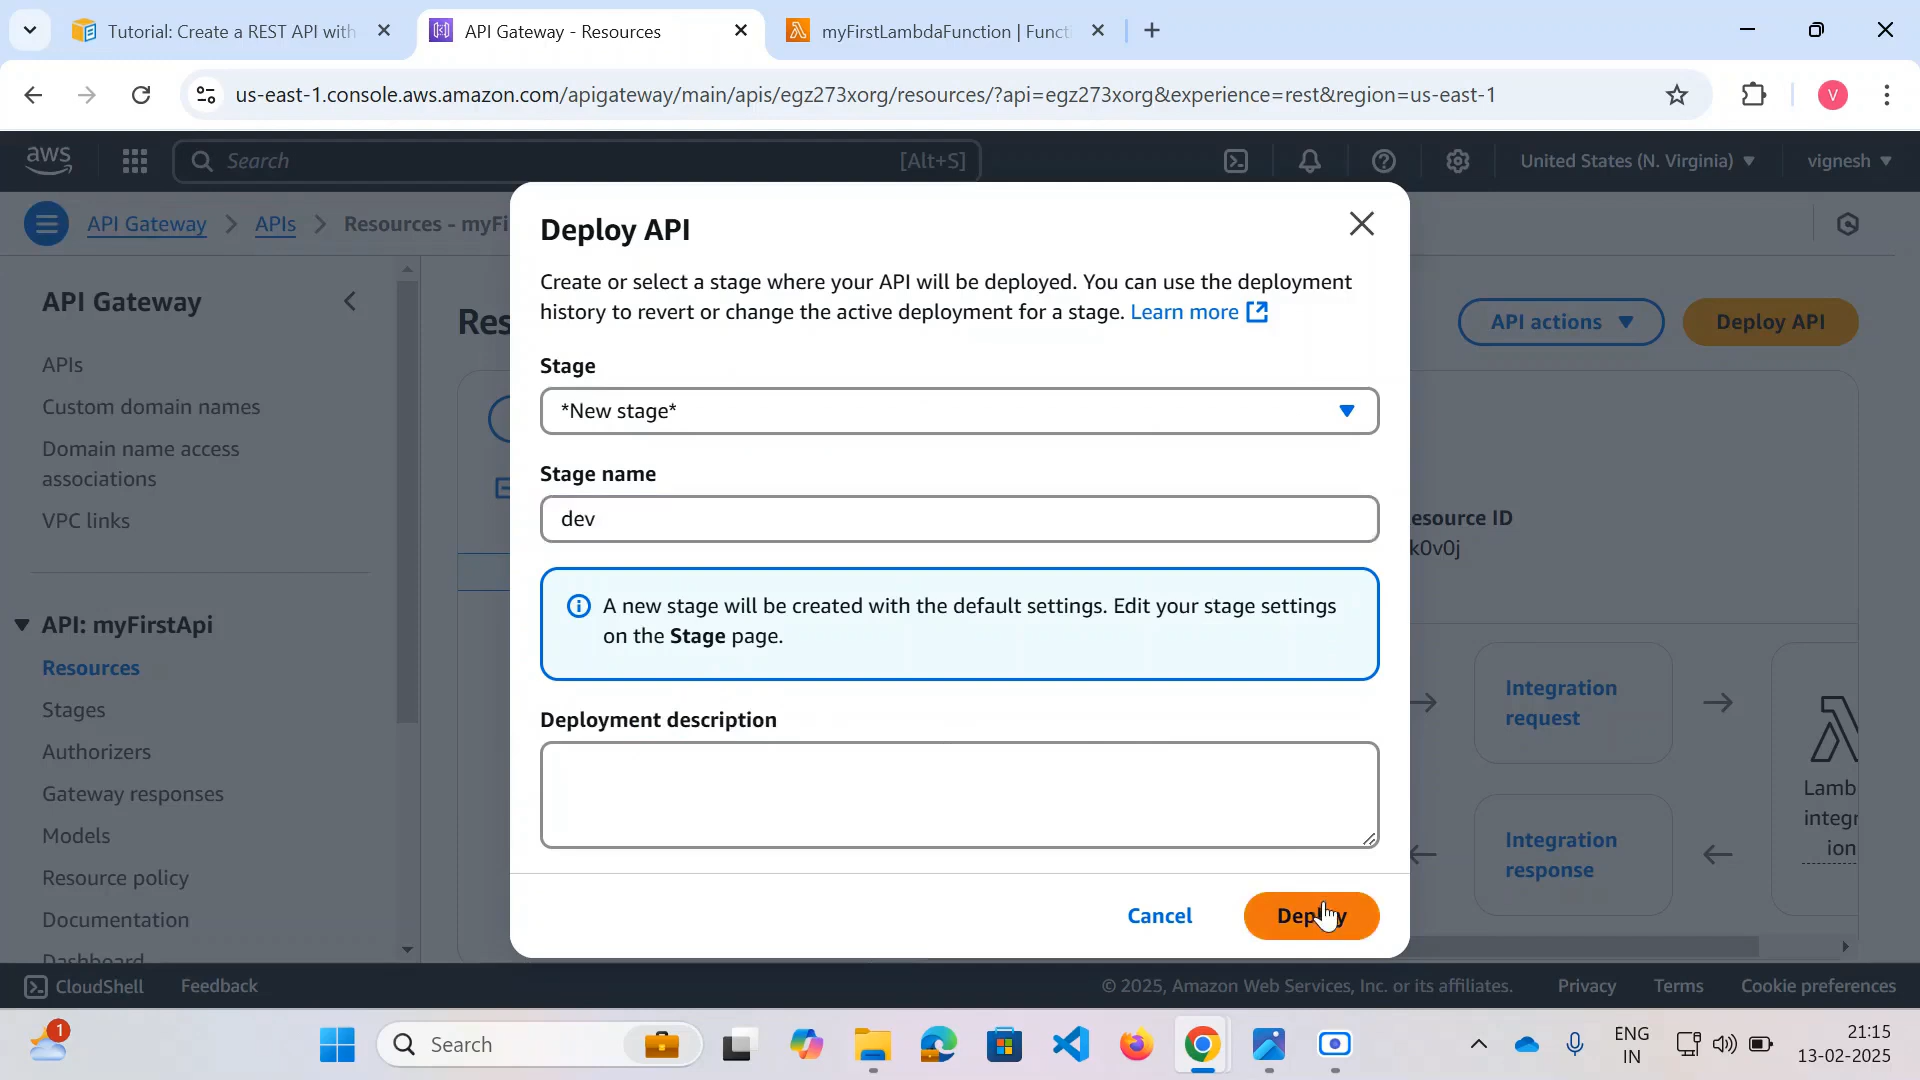 Tutorial: Create a REST API with
API Gateway - Resources
myFirstLambdaFunction | Functi
us-east-1.console.aws.amazon.com/apigateway/main/apis/egz273xorg/resources/?api=egz273xorg&experience=rest&region=us-east-1
V
aws
Search
[Alt+S]
United States (N. Virginia)
vignesh
API Gateway
APIs
Resources - myFi
API Gateway
APIs
Custom domain names
Domain name access
associations
VPC links
API: myFirstApi
Resources
Stages
Authorizers
Gateway responses
Models
Resource policy
Documentation
Dashboard
Res
API actions
Deploy API
esource ID
k0v0j
Integration
request
Integration
response
Lamb
integr
ion
Deploy API
Create or select a stage where your API will be deployed. You can use the deployment
history to revert or change the active deployment for a stage. Learn more
Stage
*New stage*
Stage name
dev
A new stage will be created with the default settings. Edit your stage settings
on the Stage page.
Deployment description
Cancel
Deploy
CloudShell
Feedback
© 2025, Amazon Web Services, Inc. or its affiliates.
Privacy
Terms
Cookie preferences
1
Search
ENG
IN
21:15
13-02-2025